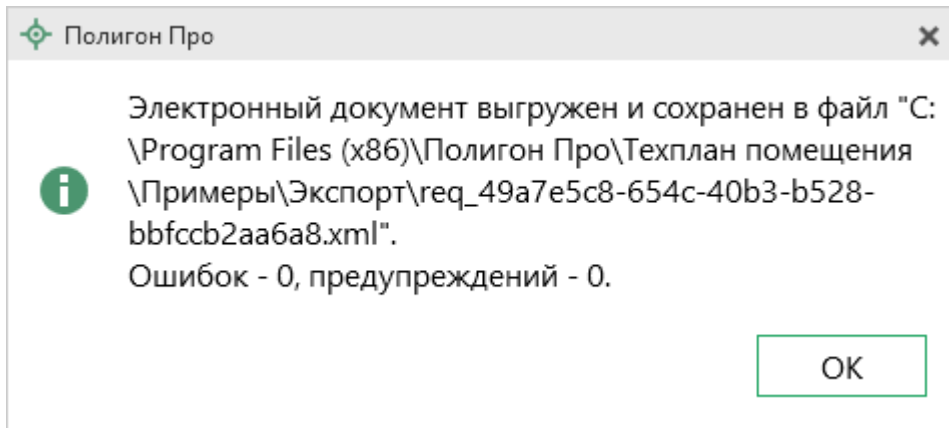 Полигон Про
Электронный документ выгружен и сохранен в файл "C:
\Program Files (x86)\Полигон Про\Техплан помещения
\Примеры\Экспорт\req_49a7e5c8-654c-40b3-b528-
bbfccb2aa6a8.xml".
Ошибок - 0, предупреждений - 0.
OK